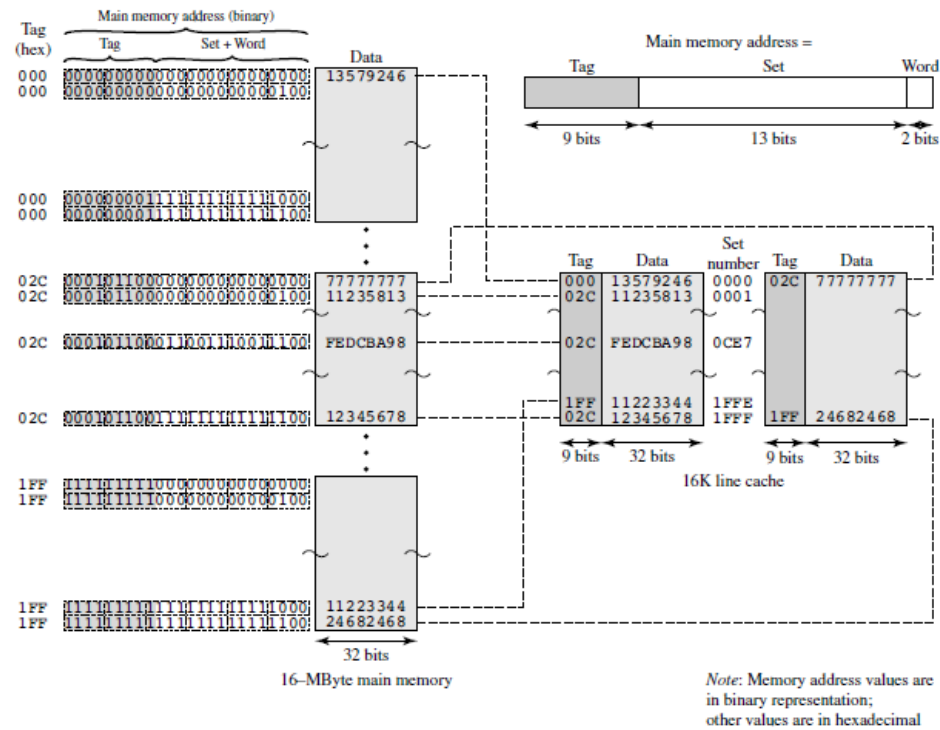 Main memory address (binary)
Tag
(hex)
Tag
Set + Word
Data
Main memory address =
Tag
Set
Word
9 bits
13 bits
2 bits
000 000000000000000000000000 13579246
000 000000000000000000000100
000 000000001111111111111000
000 000000001111111111111100
02C 000101100000000000000000 77777777
02C 000101100000000000000100 11235813
02C 000101100011001110011100 FEDCBA98
02C 000101100111111111111100 12345678
1FF 111111111000000000000000
1FF 111111111000000000000100
1FF 111111111111111111111000 11223344
1FF 111111111111111111111100 24682468
32 bits
16–MByte main memory
Set
Tag Data number Tag Data
000 13579246 0000 02C 77777777
02C 11235813 0001
02C FEDCBA98 0CE7
1FF 11223344 1FFE
02C 12345678 1FFF 1FF 24682468
9 bits 32 bits 9 bits 32 bits
16K line cache
Note: Memory address values are
in binary representation;
other values are in hexadecimal